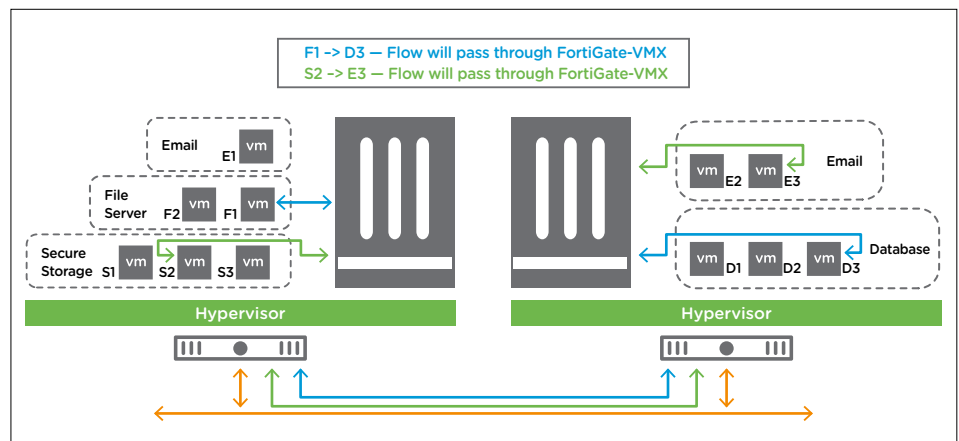 F1 –> D3 — Flow will pass through FortiGate-VMX
S2 –> E3 — Flow will pass through FortiGate-VMX
Email
E1
vm
File
Server
F2
vm
F1
vm
Secure
Storage
S1
vm
S2
vm
S3
vm
Hypervisor
vm
E2
vm
E3
Email
vm
D1
vm
D2
vm
D3
Database
Hypervisor